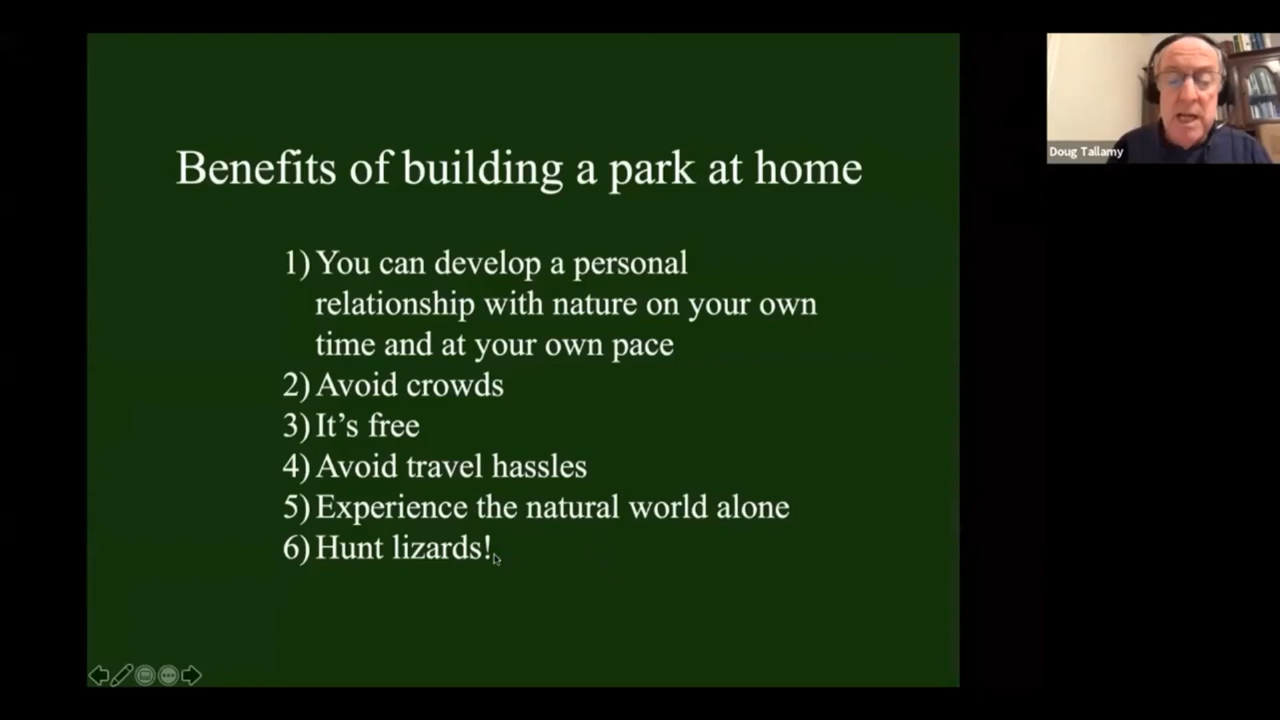 Benefits of building a park at home
1) You can develop a personal
relationship with nature on your own
time and at your own pace
2) Avoid crowds
3) It’s free
4) Avoid travel hassles
5) Experience the natural world alone
6) Hunt lizards!
Doug Tallamy